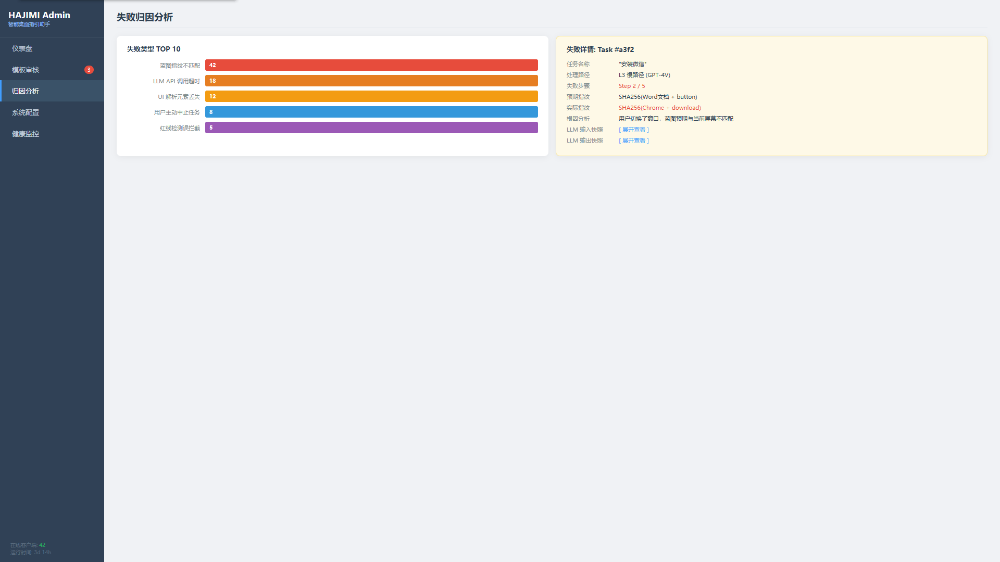 HAJIMI Admin
智能桌面指引助手
仪表盘
模板审核 3
归因分析
系统配置
健康监控
在线客户端: 42
运行时间: 3d 14h
失败归因分析
失败类型 TOP 10
蓝图指纹不匹配 42
LLM API 调用超时 18
UI 解析元素丢失 12
用户主动中止任务 8
红线检测误拦截 5
失败详情: Task #a3f2
任务名称 "安装微信"
处理路径 L3 慢路径 (GPT-4V)
失败步骤 Step 2 / 5
预期指纹 SHA256(Word文档 + button)
实际指纹 SHA256(Chrome + download)
根因分析 用户切换了窗口，蓝图预期与当前屏幕不匹配
LLM 输入快照 [ 展开查看 ]
LLM 输出快照 [ 展开查看 ]